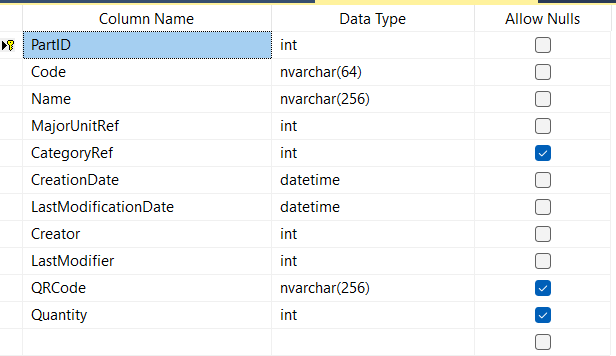 Column Name Data Type Allow Nulls
PartID int
Code nvarchar(64)
Name nvarchar(256)
MajorUnitRef int
CategoryRef int
CreationDate datetime
LastModificationDate datetime
Creator int
LastModifier int
QRCode nvarchar(256)
Quantity int